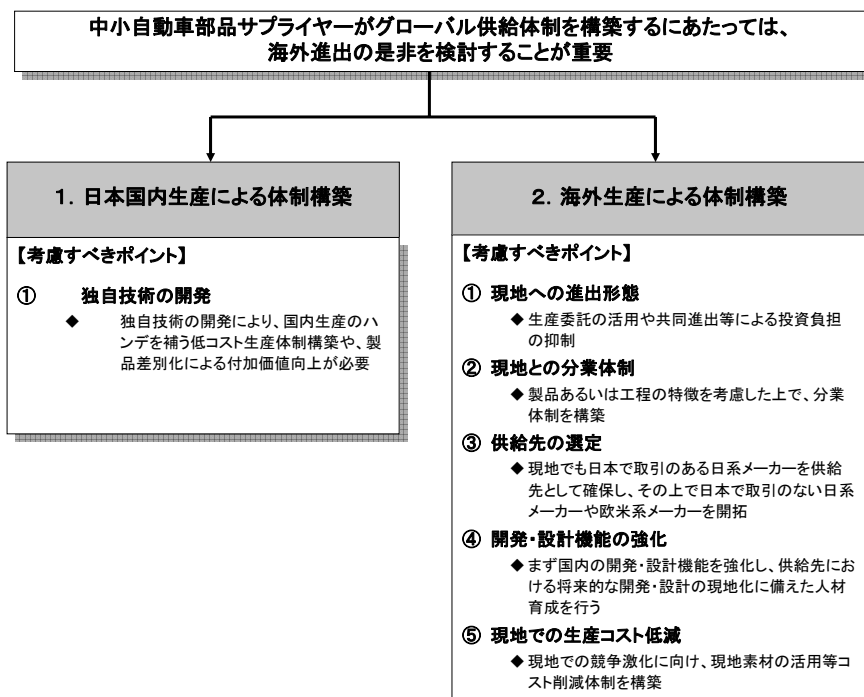 中小自動車部品サプライヤーがグローバル供給体制を構築するにあたっては、
海外進出の是非を検討することが重要
1．日本国内生産による体制構築
【考慮すべきポイント】
① 独自技術の開発
◆ 独自技術の開発により、国内生産のハ
ンデを補う低コスト生産体制構築や、製
品差別化による付加価値向上が必要
2．海外生産による体制構築
【考慮すべきポイント】
① 現地への進出形態
◆ 生産委託の活用や共同進出等による投資負担
の抑制
② 現地との分業体制
◆ 製品あるいは工程の特徴を考慮した上で、分業
体制を構築
③ 供給先の選定
◆ 現地でも日本で取引のある日系メーカーを供給
先として確保し、その上で日本で取引のない日系
メーカーや欧米系メーカーを開拓
④ 開発・設計機能の強化
◆ まず国内の開発・設計機能を強化し、供給先にお
ける将来的な開発・設計の現地化に備えた人材
育成を行う
⑤ 現地での生産コスト低減
◆ 現地での競争激化に向け、現地素材の活用等コ
スト削減体制を構築